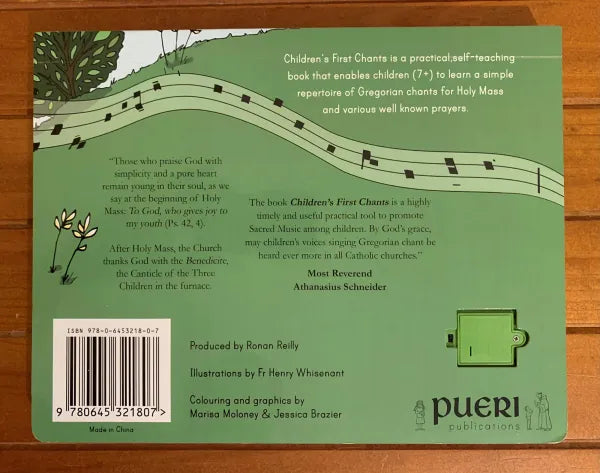 Children's First Chants is a practical,self-teaching
book that enables children (7+) to learn a simple
repertoire of Gregorian chants for Holy Mass
and various well known prayers.
"Those who praise God with
simplicity and a pure heart
remain young in their soul, as we
say at the beginning of Holy
Mass: To God, who gives joy to
my youth (Ps. 42, 4).
After Holy Mass, the Church
thanks God with the Benedicite,
the Canticle of the Three
Children in the furnace.
The book Children's First Chants is a highly
timely and useful practical tool to promote
Sacred Music among children. By God's grace,
may children's voices singing Gregorian chant be
heard ever more in all Catholic churches."
Most Reverend
Athanasius Schneider
ISBN 978-0-6453218-0-7
9 780645 321807 >
Made in China
Produced by Ronan Reilly
Illustrations by Fr Henry Whisenant
Colouring and graphics by
Marisa Moloney & Jessica Brazier
PUERI
publications